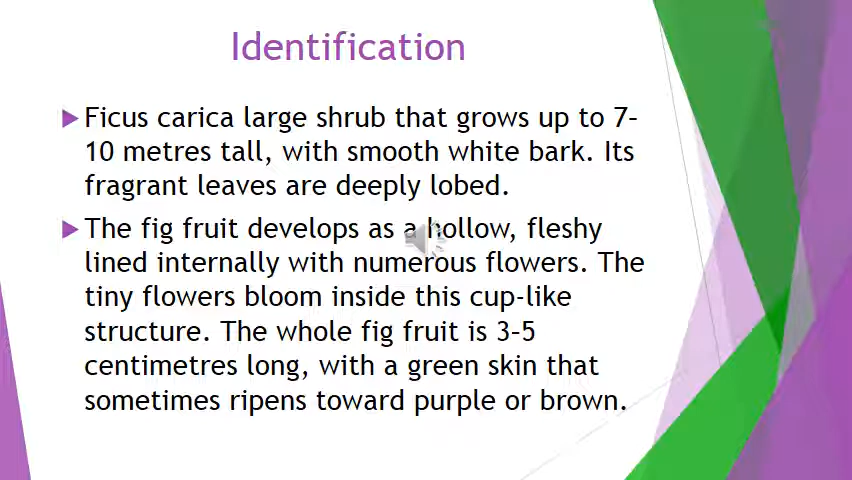 Identification
Ficus carica large shrub that grows up to 7–
10 metres tall, with smooth white bark. Its
fragrant leaves are deeply lobed.
The fig fruit develops as a hollow, fleshy
lined internally with numerous flowers. The
tiny flowers bloom inside this cup-like
structure. The whole fig fruit is 3–5
centimetres long, with a green skin that
sometimes ripens toward purple or brown.